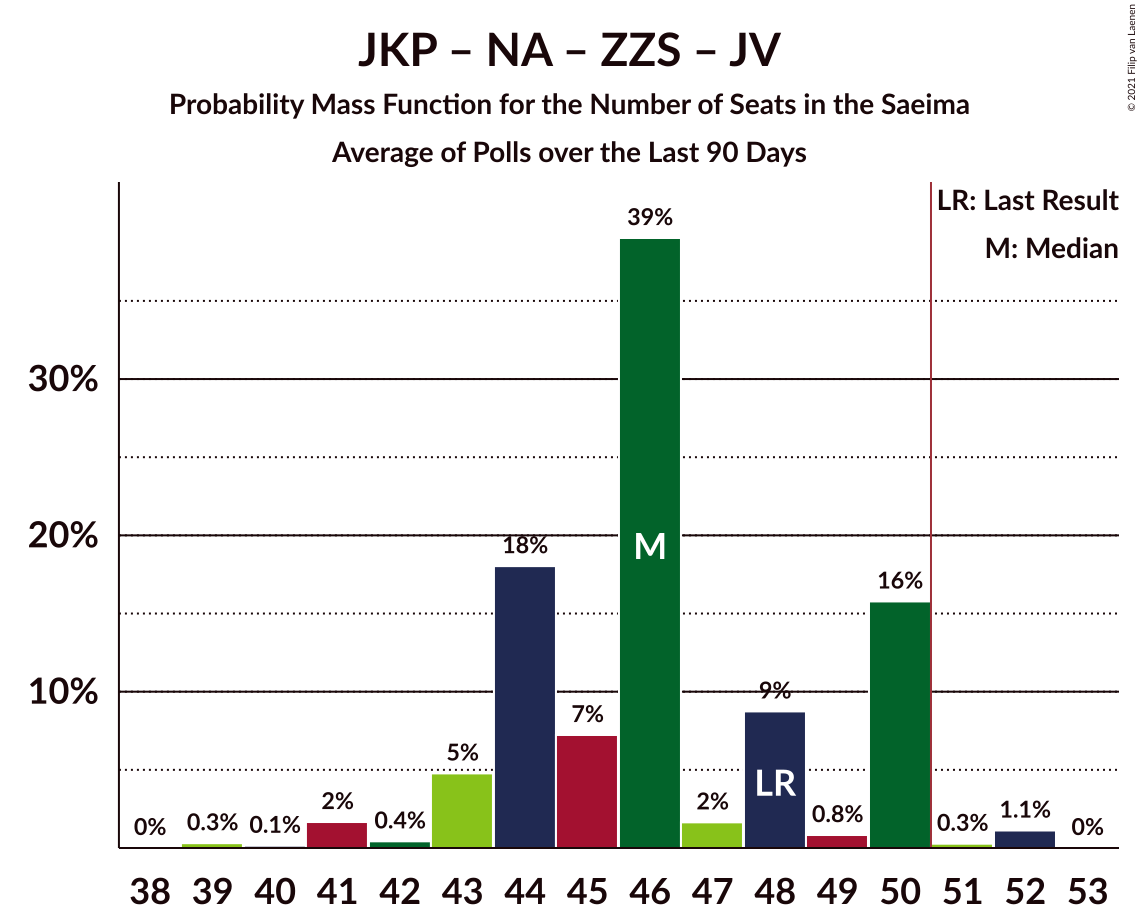 JKP – NA – ZZS – JV
Probability Mass Function for the Number of Seats in the Saeima
Average of Polls over the Last 90 Days
© 2021 Filip van Laenen
LR: Last Result
M: Median
39%
30%
20%
18%
M
16%
10%
9%
7%
5%
LR
0%
0.3%
0.1%
2%
0.4%
2%
0.8%
0.3%
1.1%
0%
38 39 40 41 42 43 44 45 46 47 48 49 50 51 52 53